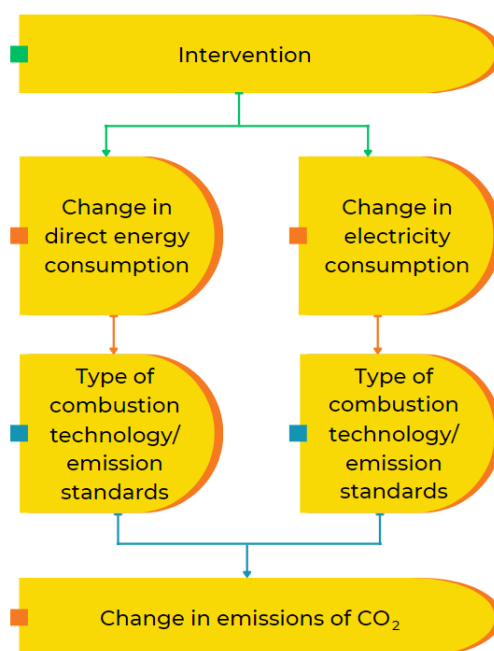 Intervention
Change in
direct energy
consumption
Change in
electricity
consumption
Type of
combustion
technology/
emission
standards
Type of
combustion
technology/
emission
standards
Change in emissions of CO₂